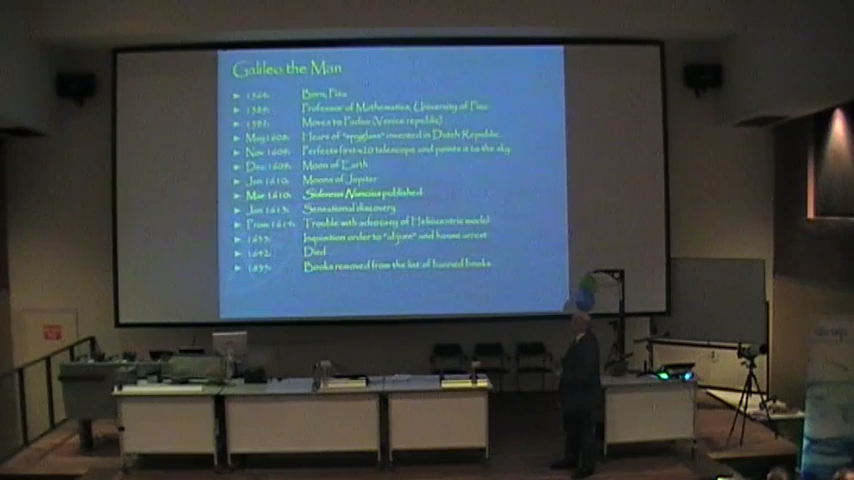 Galileo the Man
1564: Born, Pisa
1589: Professor of Mathematics, University of Pisa
1592: Moves to Padua (Venice republic)
May 1609: Hears of "spyglass" invented in Dutch Republic
Nov 1609: Perfects first x20 telescope and points it to the sky
Dec 1609: Moon of Earth
Jan 1610: Moons of Jupiter
Mar 1610: Sidereus Nuncius published
Jan 1613: Sensational discovery
From 1614: Trouble with advocacy of Heliocentric model
1633: Inquisition order to "abjure" and house arrest
1642: Died
1835: Books removed from the list of banned books